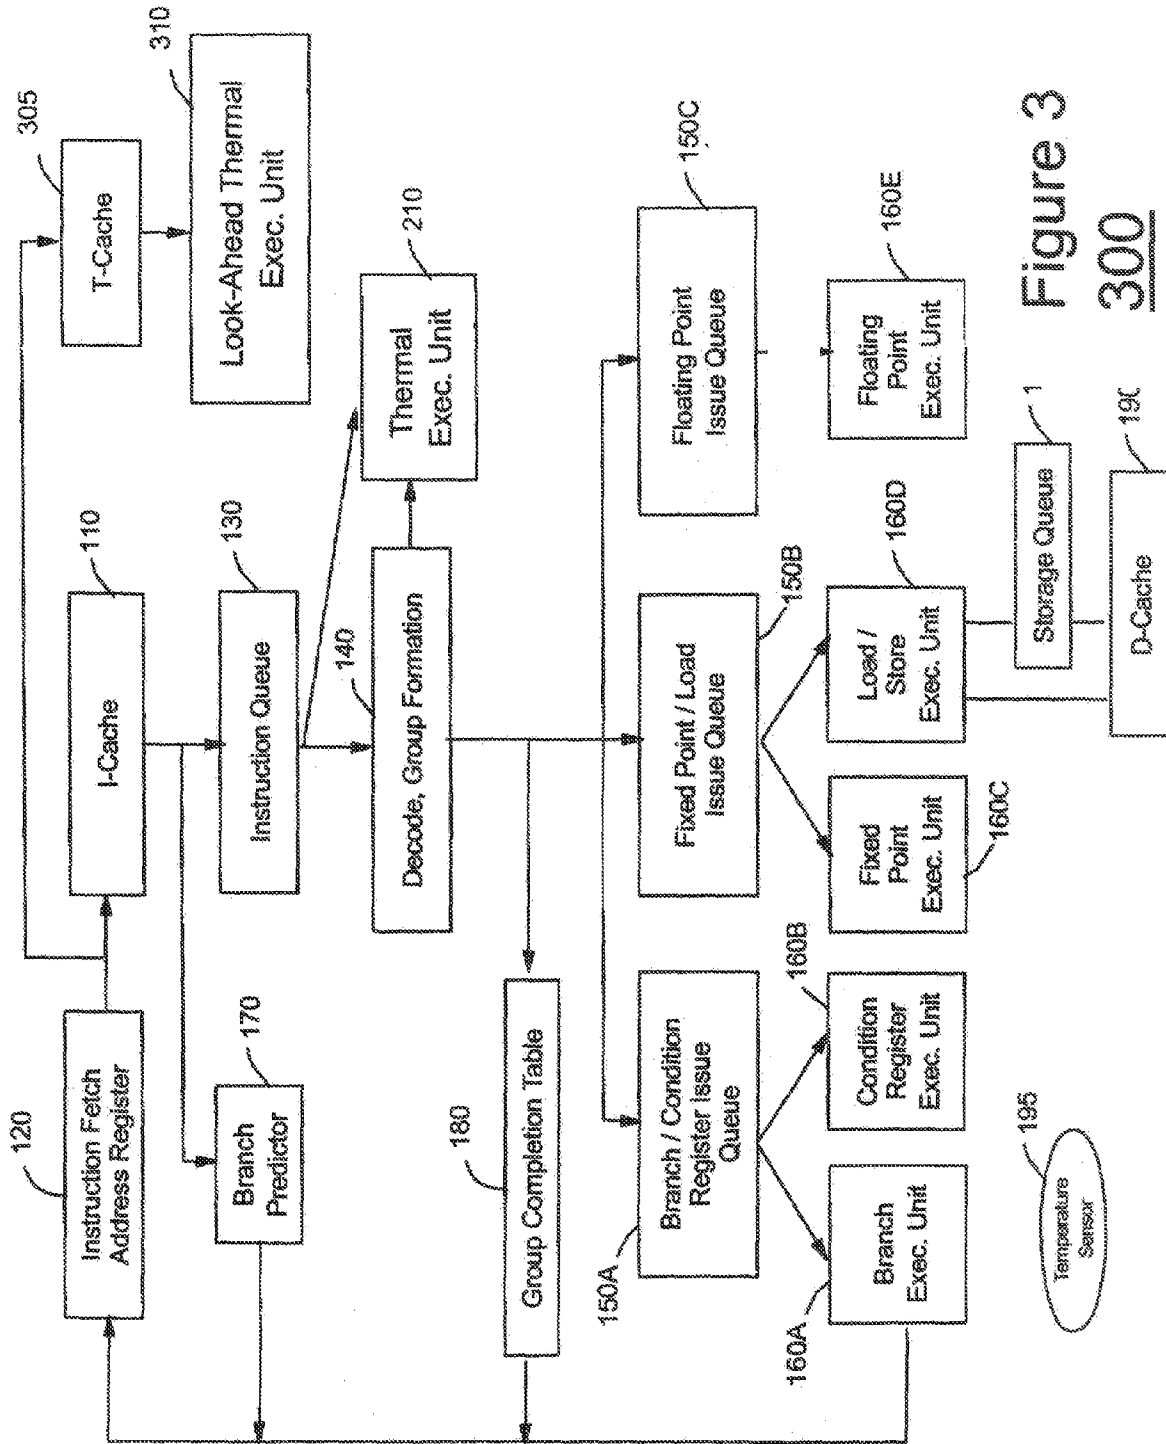 120
Instruction Fetch
Address Register
110
I-Cache
305
T-Cache
310
Look-Ahead Thermal
Exec. Unit
170
Branch
Predictor
130
Instruction Queue
140
Decode, Group Formation
210
Thermal
Exec. Unit
180
Group Completion Table
150A
Branch / Condition
Register Issue
Queue
Fixed Point / Load
Issue Queue
150B
Floating Point
Issue Queue
150C
160A
Branch
Exec. Unit
160B
Condition
Register
Exec. Unit
Fixed
Point
Exec. Unit
160C
Load /
Store
Exec. Unit
160D
Floating
Point
Exec. Unit
160E
195
Temperature
Sensor
Storage Queue
1
D-Cache
190
Figure 3
300